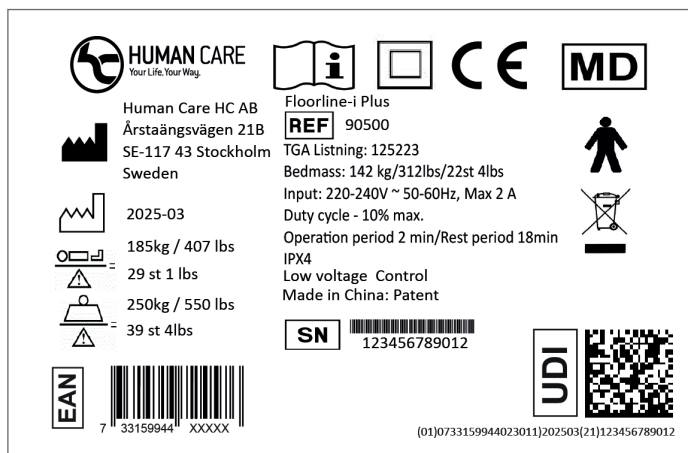 HUMAN CARE
Your Life.Your Way.
CE
MD
Human Care HC AB
Årstaängsvägen 21B
SE-117 43 Stockholm
Sweden
2025-03
185kg / 407 lbs
=
29 st 1 lbs
250kg / 550 lbs
=
39 st 4lbs
EAN
7 33159944 XXXXX
Floorline-i Plus
REF 90500
TGA Listning: 125223
Bedmass: 142 kg/312lbs/22st 4lbs
Input: 220-240V ~ 50-60Hz, Max 2 A
Duty cycle - 10% max.
Operation period 2 min/Rest period 18min
IPX4
Low voltage Control
Made in China: Patent
SN
123456789012
UDI
(01)0733159944023011)202503(21)123456789012